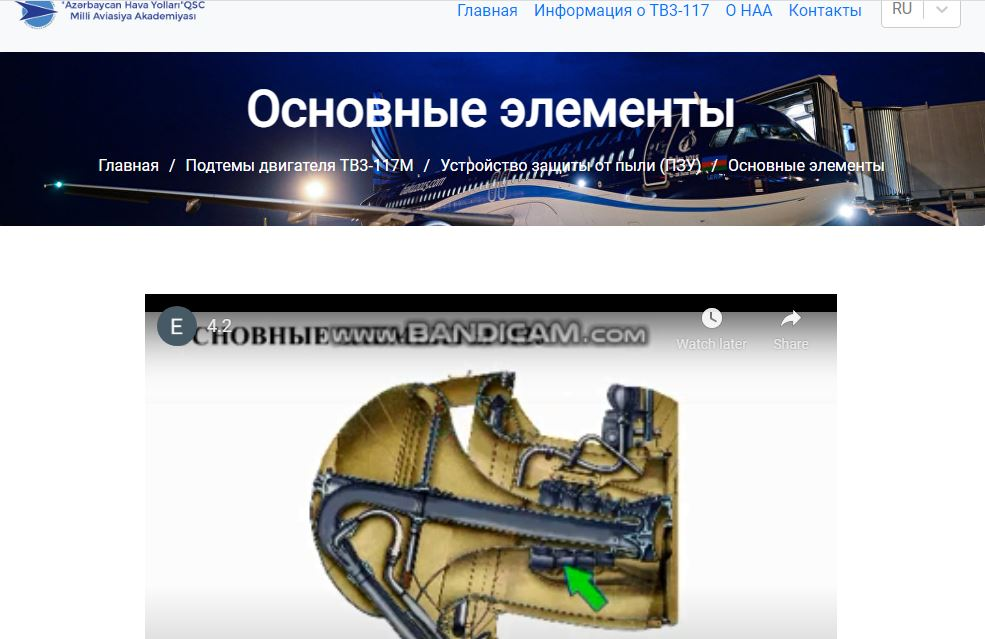 "Azərbaycan Hava Yolları"QSC
Milli Aviasiya Akademiyası
Главная Информация о ТВ3-117 О НАА Контакты RU
Основные элементы
Главная / Подтемы двигателя ТВ3-117М / Устройство защиты от пыли (ПЗУ) / Основные элементы
E 4.2
www.BANDICAM.com
Watch later Share